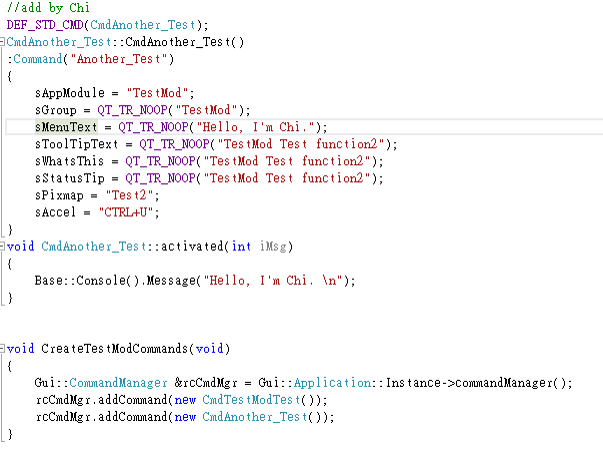 //add by Chi
DEF_STD_CMD(CmdAnother_Test);
CmdAnother_Test::CmdAnother_Test()
:Command("Another_Test")
{
    sAppModule = "TestMod";
    sGroup = QT_TR_NOOP("TestMod");
    sMenuText = QT_TR_NOOP("Hello, I'm Chi.");
    sToolTipText = QT_TR_NOOP("TestMod Test function2");
    sWhatsThis = QT_TR_NOOP("TestMod Test function2");
    sStatusTip = QT_TR_NOOP("TestMod Test function2");
    sPixmap = "Test2";
    sAccel = "CTRL+U";
}
void CmdAnother_Test::activated(int iMsg)
{
    Base::Console().Message("Hello, I'm Chi. \n");
}
void CreateTestModCommands(void)
{
    Gui::CommandManager &rcCmdMgr = Gui::Application::Instance->commandManager();
    rcCmdMgr.addCommand(new CmdTestModTest());
    rcCmdMgr.addCommand(new CmdAnother_Test());
}